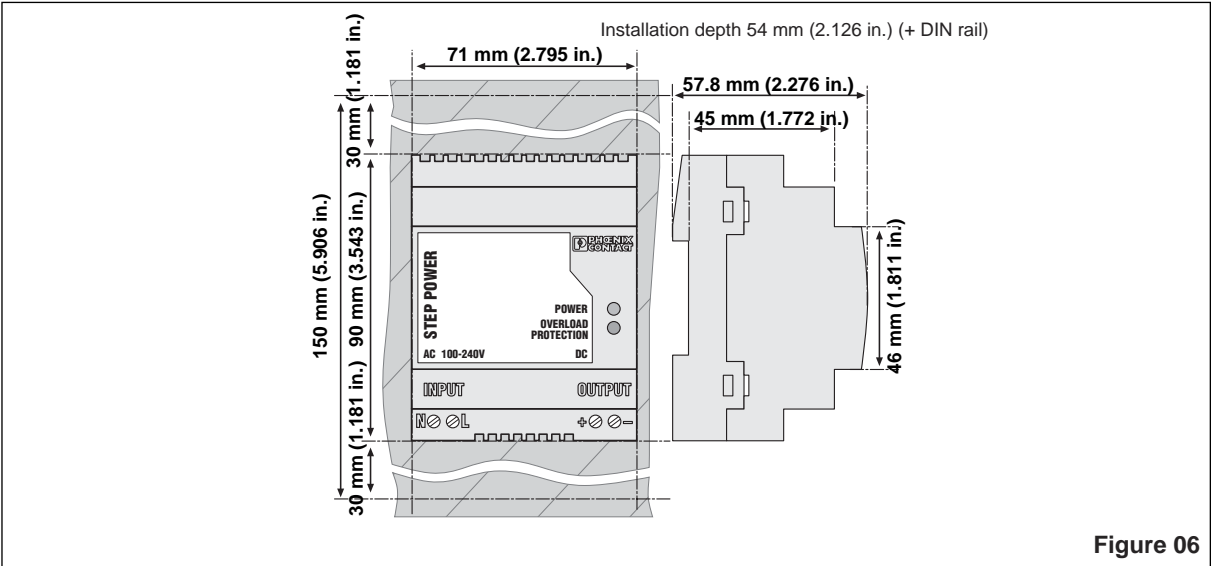 Installation depth 54 mm (2.126 in.) (+ DIN rail)
71 mm (2.795 in.)
57.8 mm (2.276 in.)
45 mm (1.772 in.)
30 mm (1.181 in.)
150 mm (5.906 in.)
90 mm (3.543 in.)
30 mm (1.181 in.)
46 mm (1.811 in.)
PHŒNIX
CONTACT
STEP POWER
POWER
OVERLOAD
PROTECTION
AC 100-240V DC
INPUT OUTPUT
N L + –
Figure 06